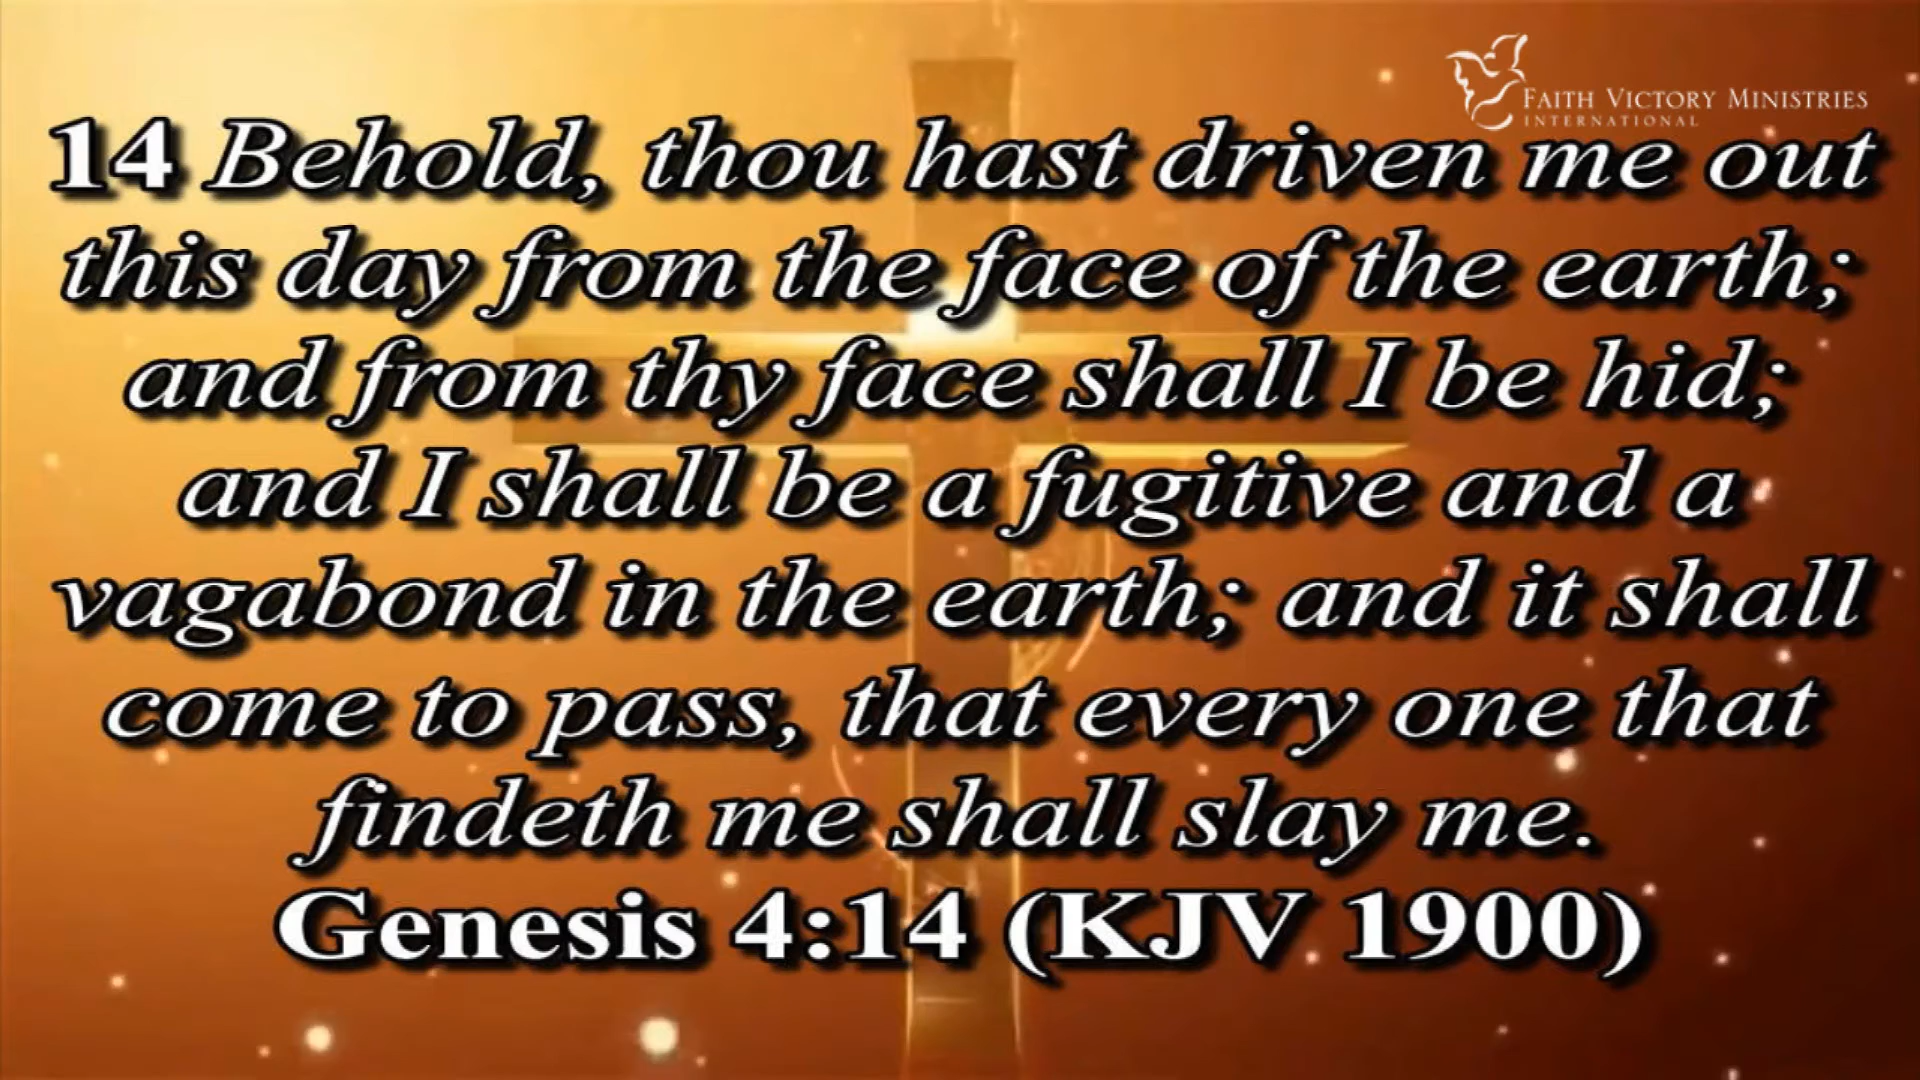 FAITH VICTORY MINISTRIES
INTERNATIONAL
14 Behold, thou hast driven me out
this day from the face of the earth;
and from thy face shall I be hid;
and I shall be a fugitive and a
vagabond in the earth; and it shall
come to pass, that every one that
findeth me shall slay me.
Genesis 4:14 (KJV 1900)